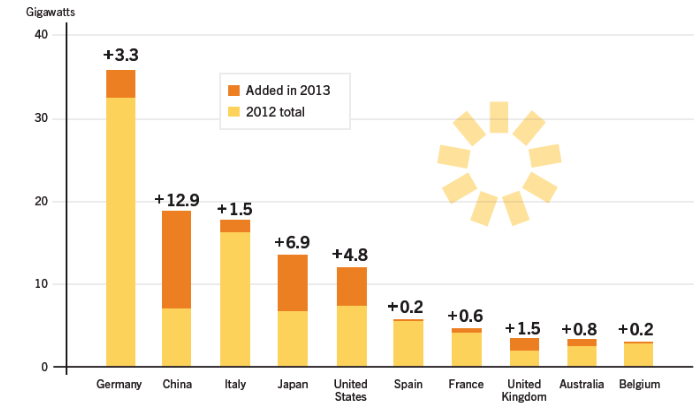 Gigawatts
40
30
20
10
0
Added in 2013
2012 total
+3.3
+12.9
+1.5
+6.9
+4.8
+0.2
+0.6
+1.5
+0.8
+0.2
Germany
China
Italy
Japan
United
States
Spain
France
United
Kingdom
Australia
Belgium